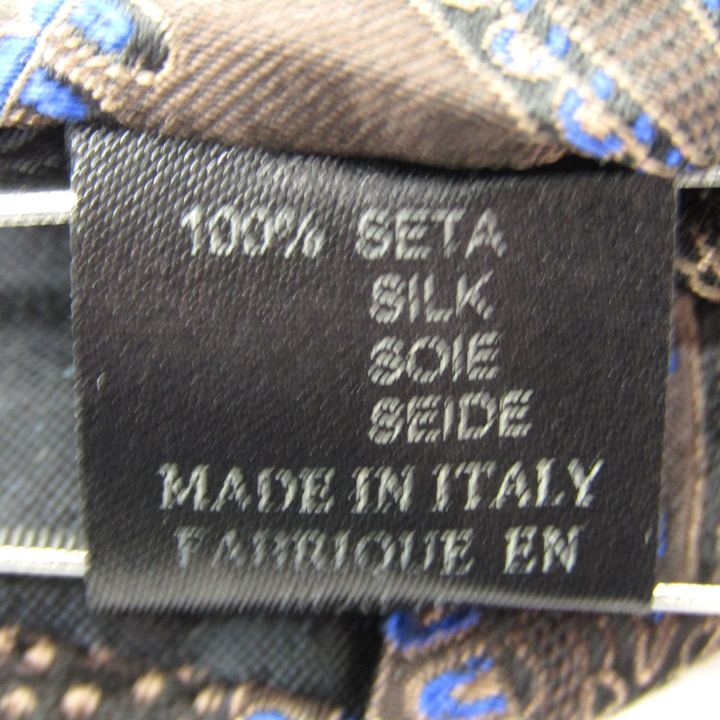 100% SETA
SILK
SOIE
SEIDE
MADE IN ITALY
FABRIQUE EN